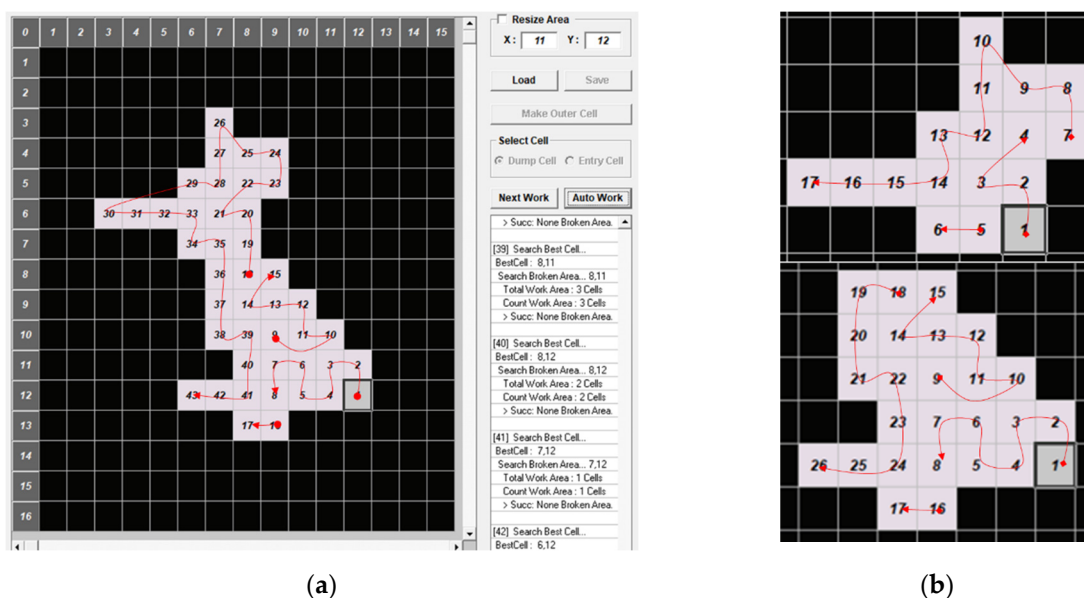 0 1 2 3 4 5 6 7 8 9 10 11 12 13 14 15
1
2
3 26
4 27 25 24
5 29 28 22 23
6 30 31 32 33 21 20
7 34 35 19
8 36 15
9 37 14 13 12
10 38 39 9 11 10
11 40 7 6 3 2
12 43 42 41 8 5 4
13 17
14
15
16
Resize Area
X : 11 Y : 12
Load Save
Make Outer Cell
Select Cell
Dump Cell Entry Cell
Next Work Auto Work
> Succ: None Broken Area.
[39] Search Best Cell...
BestCell : 8,11
Search Broken Area... 8,11
Total Work Area : 3 Cells
Count Work Area : 3 Cells
> Succ: None Broken Area.
[40] Search Best Cell...
BestCell : 8,12
Search Broken Area... 8,12
Total Work Area : 2 Cells
Count Work Area : 2 Cells
> Succ: None Broken Area.
[41] Search Best Cell...
BestCell : 7,12
Search Broken Area... 7,12
Total Work Area : 1 Cells
Count Work Area : 1 Cells
> Succ: None Broken Area.
[42] Search Best Cell...
BestCell : 6,12
(a)
10
11 9 8
13 12 4 7
17 16 15 14 3 2
6 5 1
19 18 15
20 14 13 12
21 22 9 11 10
23 7 6 3 2
26 25 24 8 5 4 1
17 16
(b)